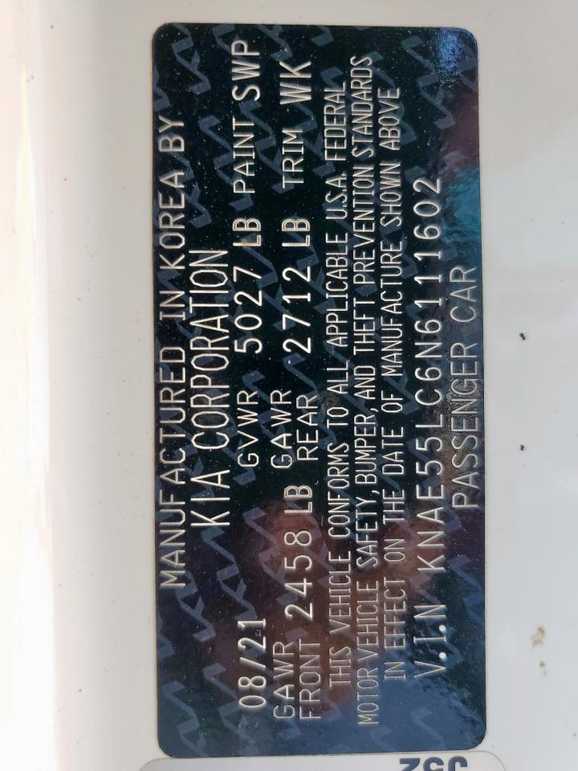 MANUFACTURED IN KOREA BY
KIA CORPORATION
08/21 GVWR 5027 LB PAINT SWP
GAWR FRONT 2458 LB GAWR REAR 2712 LB TRIM WK
THIS VEHICLE CONFORMS TO ALL APPLICABLE U.S.A. FEDERAL
MOTOR VEHICLE SAFETY, BUMPER, AND THEFT PREVENTION STANDARDS
IN EFFECT ON THE DATE OF MANUFACTURE SHOWN ABOVE
V.I.N KNAE55LC6N6111602
PASSENGER CAR